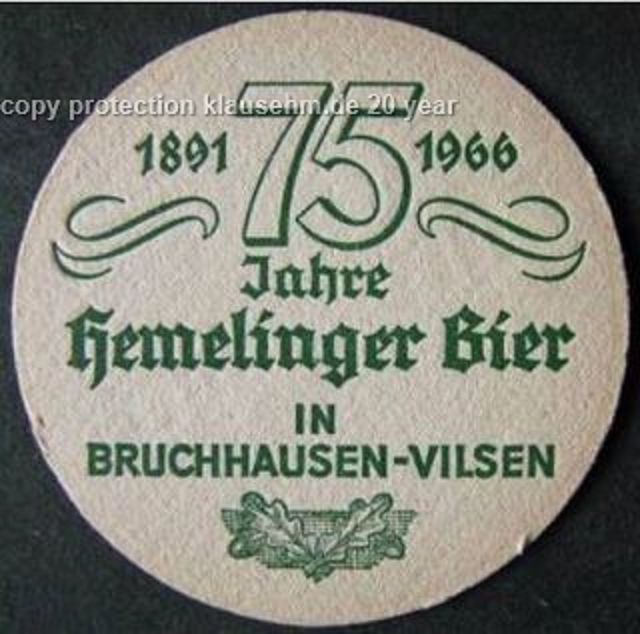 copy protection klausehm.de 20 year
1891 75 1966
Jahre
Hemelinger Bier
IN
BRUCHHAUSEN-VILSEN